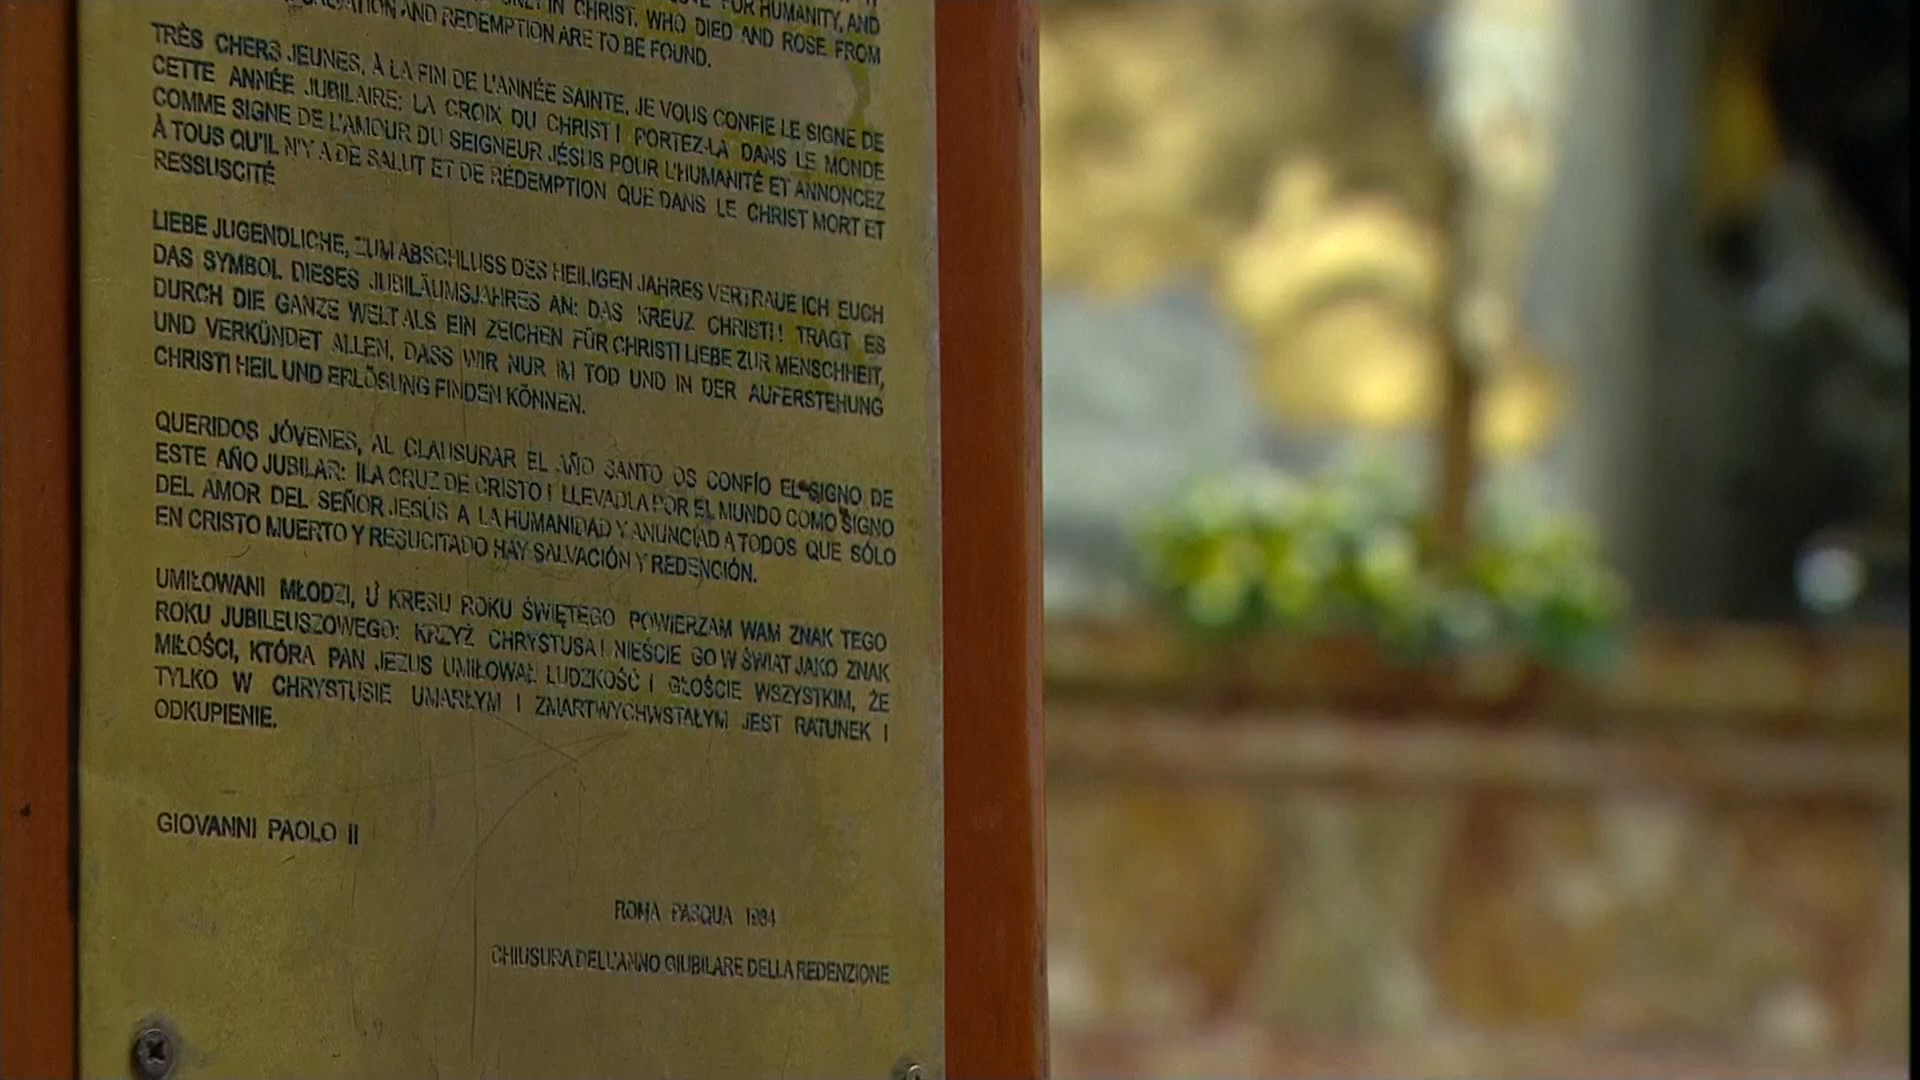 FOR HUMANITY, AND
IN CHRIST, WHO DIED AND ROSE FROM
AND REDEMPTION ARE TO BE FOUND.
TRÈS CHERS JEUNES, À LA FIN DE L'ANNÉE SAINTE, JE VOUS CONFIE LE SIGNE DE
CETTE ANNÉE JUBILAIRE: LA CROIX DU CHRIST! PORTEZ-LA DANS LE MONDE
COMME SIGNE DE L'AMOUR DU SEIGNEUR JÉSUS POUR L'HUMANITÉ ET ANNONCEZ
À TOUS QU'IL N'Y A DE SALUT ET DE RÉDEMPTION QUE DANS LE CHRIST MORT ET
RESSUSCITÉ
LIEBE JUGENDLICHE, ZUM ABSCHLUSS DES HEILIGEN JAHRES VERTRAUE ICH EUCH
DAS SYMBOL DIESES JUBILÄUMSJAHRES AN: DAS KREUZ CHRISTI! TRAGT ES
DURCH DIE GANZE WELT ALS EIN ZEICHEN FÜR CHRISTI LIEBE ZUR MENSCHHEIT,
UND VERKÜNDET ALLEN, DASS WIR NUR IM TOD UND IN DER AUFERSTEHUNG
CHRISTI HEIL UND ERLÖSUNG FINDEN KÖNNEN.
QUERIDOS JÓVENES, AL CLAUSURAR EL AÑO SANTO OS CONFÍO EL SIGNO DE
ESTE AÑO JUBILAR: ¡LA CRUZ DE CRISTO! LLEVADLA POR EL MUNDO COMO SIGNO
DEL AMOR DEL SEÑOR JESÚS A LA HUMANIDAD Y ANUNCIAD A TODOS QUE SÓLO
EN CRISTO MUERTO Y RESUCITADO HAY SALVACIÓN Y REDENCIÓN.
UMIŁOWANI MŁODZI, U KRESU ROKU ŚWIĘTEGO POWIERZAM WAM ZNAK TEGO
ROKU JUBILEUSZOWEGO: KRZYŻ CHRYSTUSA! NIEŚCIE GO W ŚWIAT JAKO ZNAK
MIŁOŚCI, KTÓRĄ PAN JEZUS UMIŁOWAŁ LUDZKOŚĆ I GŁOŚCIE WSZYSTKIM, ŻE
TYLKO W CHRYSTUSIE UMARŁYM I ZMARTWYCHWSTAŁYM JEST RATUNEK I
ODKUPIENIE.
GIOVANNI PAOLO II
ROMA PASQUA 1984
CHIUSURA DELL'ANNO GIUBILARE DELLA REDENZIONE